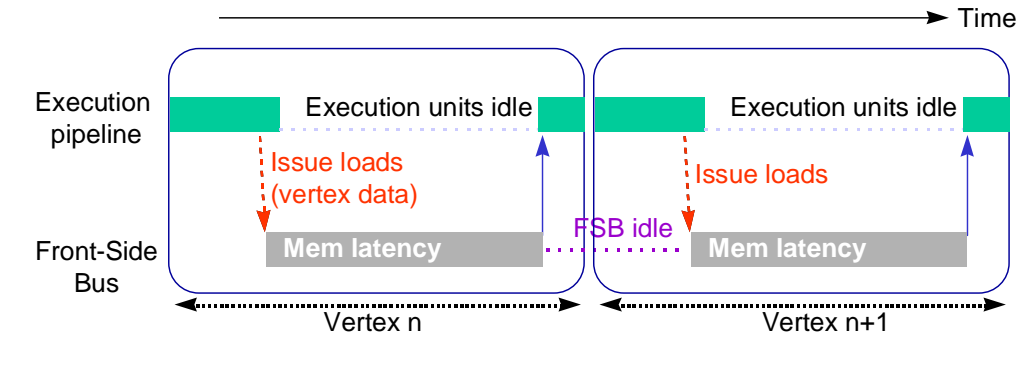 Time
Execution
pipeline
Execution units idle
Execution units idle
Issue loads
(vertex data)
Issue loads
FSB idle
Front-Side
Bus
Mem latency
Mem latency
Vertex n
Vertex n+1